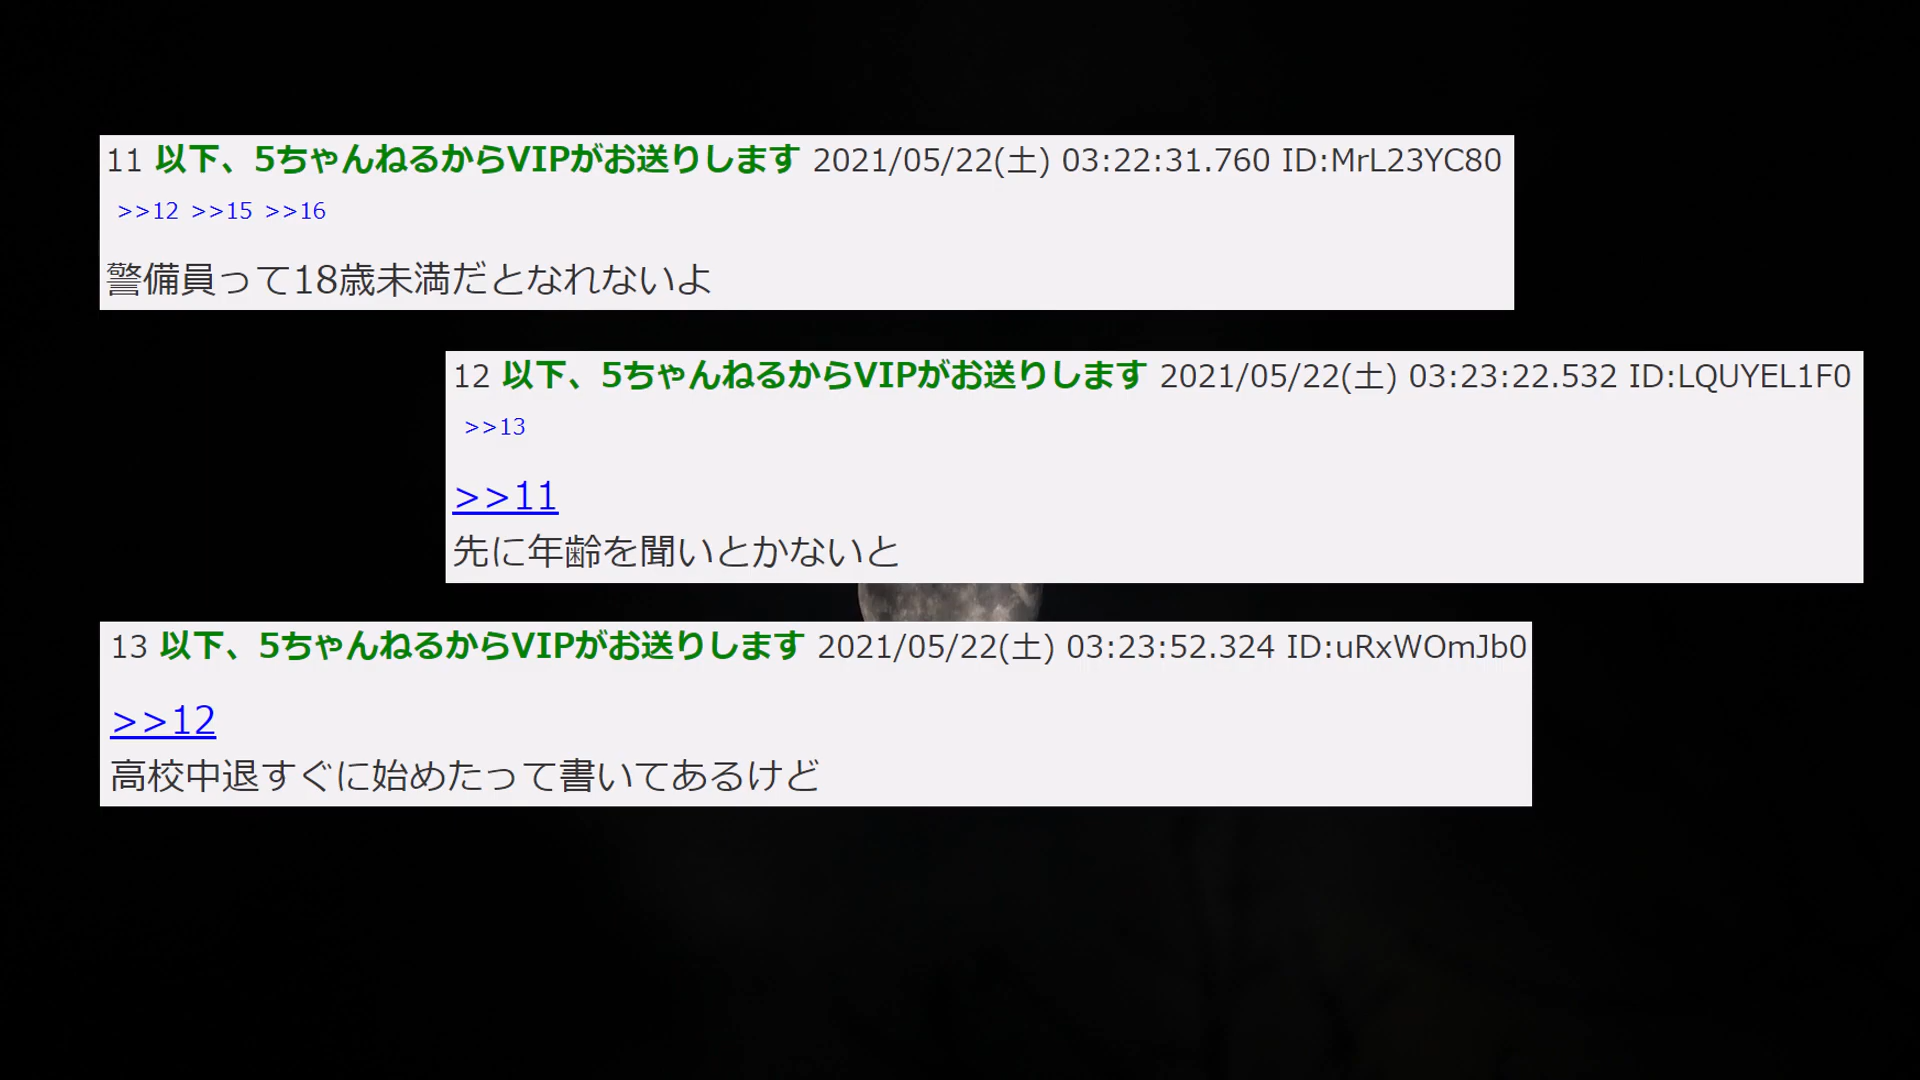 11 以下、5ちゃんねるからVIPがお送りします 2021/05/22(土) 03:22:31.760 ID:MrL23YC80
>>12 >>15 >>16
警備員って18歳未満だとなれないよ
12 以下、5ちゃんねるからVIPがお送りします 2021/05/22(土) 03:23:22.532 ID:LQUYEL1F0
>>13
>>11
先に年齢を聞いとかないと
13 以下、5ちゃんねるからVIPがお送りします 2021/05/22(土) 03:23:52.324 ID:uRxWOmJb0
>>12
高校中退すぐに始めたって書いてあるけど